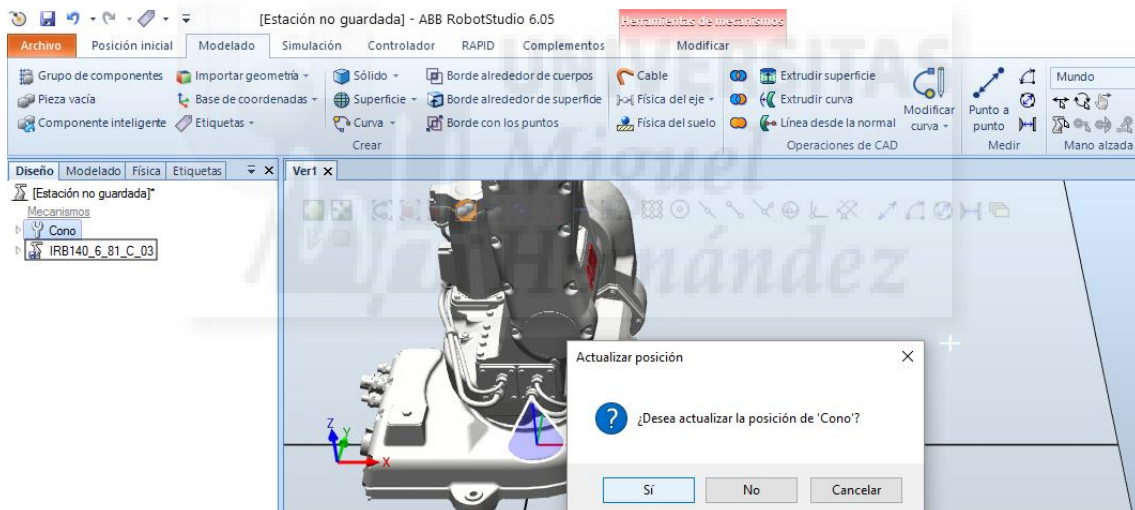 [Estación no guardada] - ABB RobotStudio 6.05
Herramientas de mecanismos
Archivo Posición inicial Modelado Simulación Controlador RAPID Complementos Modificar
Grupo de componentes Importar geometría Sólido Borde alrededor de cuerpos Cable Extrudir superficie Mundo
Pieza vacía Base de coordenadas Superficie Borde alrededor de superficie Física del eje Extrudir curva Modificar curva Punto a punto
Componente inteligente Etiquetas Curva Borde con los puntos Física del suelo Línea desde la normal
Crear Operaciones de CAD Medir Mano alzada
Diseño Modelado Física Etiquetas Ver1
[Estación no guardada]*
Mecanismos
Cono
IRB140_6_81_C_03
UNIVERSITAS
Miguel
Hernández
Actualizar posición
¿Desea actualizar la posición de 'Cono'?
Sí No Cancelar
Z
Y
X